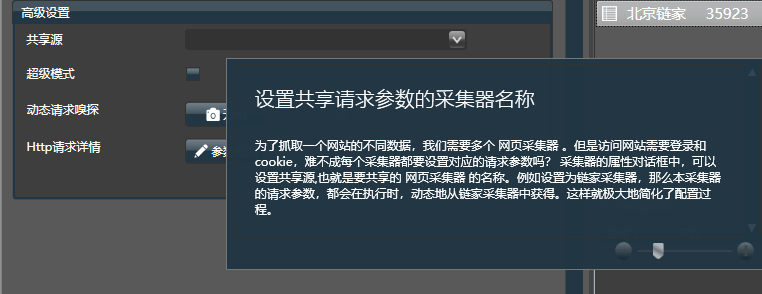 高级设置
北京链家 35923
共享源
超级模式
设置共享请求参数的采集器名称
动态请求嗅探
Http请求详情
参数
为了抓取一个网站的不同数据，我们需要多个 网页采集器 。但是访问网站需要登录和
cookie，难不成每个采集器都要设置对应的请求参数吗？ 采集器的属性对话框中，可以
设置共享源,也就是要共享的 网页采集器 的名称。例如设置为链家采集器，那么本采集器
的请求参数，都会在执行时，动态地从链家采集器中获得。这样就极大地简化了配置过
程。